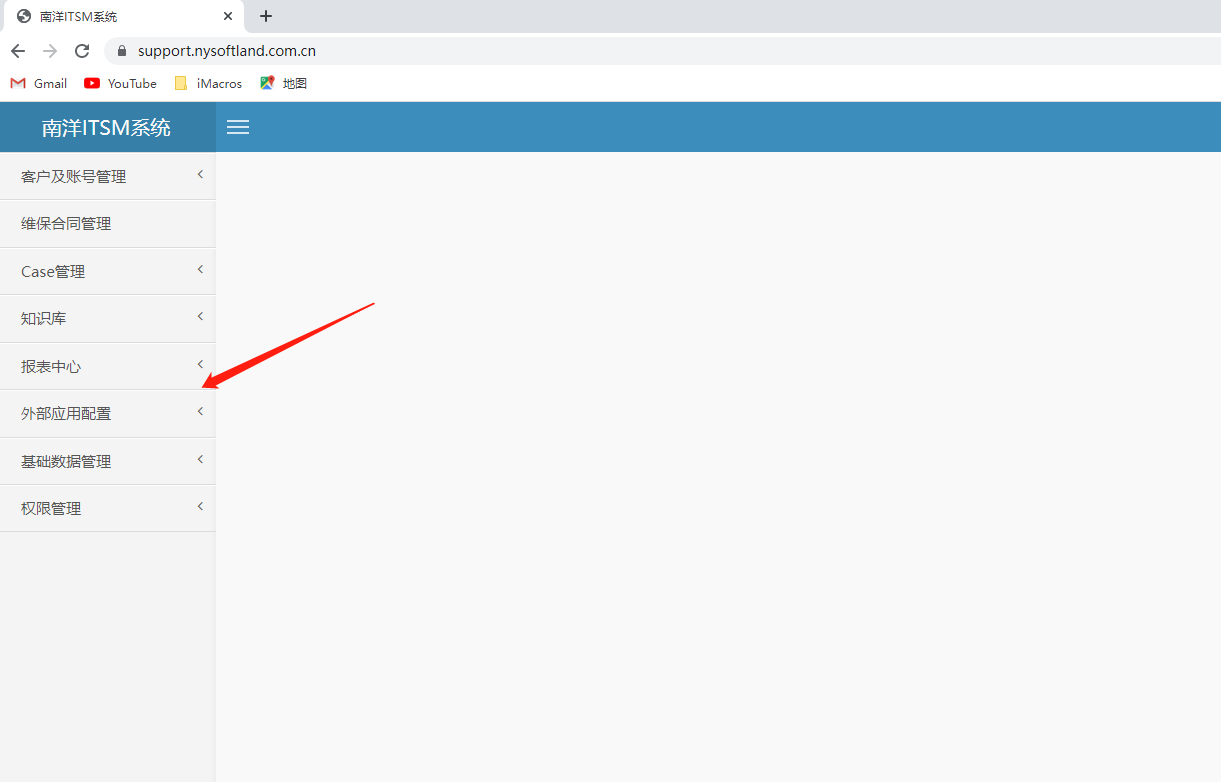 南洋ITSM系统
support.nysoftland.com.cn
Gmail YouTube iMacros 地图
南洋ITSM系统
客户及账号管理
维保合同管理
Case管理
知识库
报表中心
外部应用配置
基础数据管理
权限管理